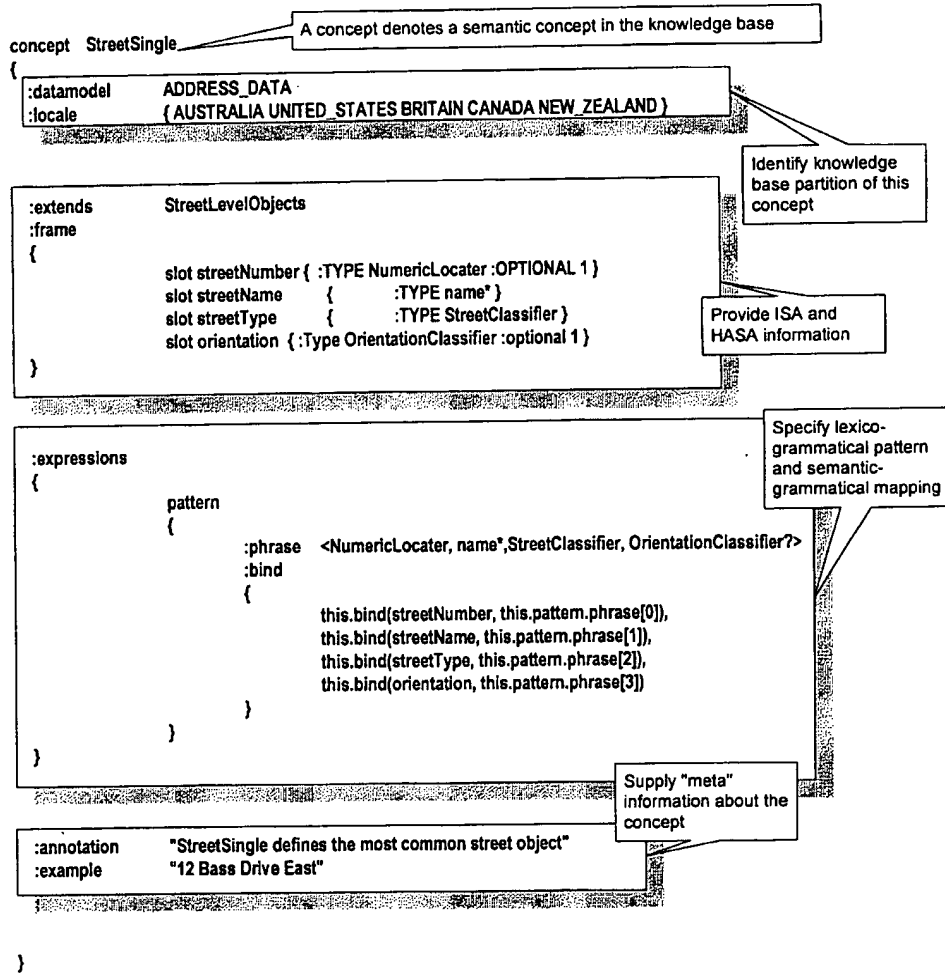 A concept denotes a semantic concept in the knowledge base
concept StreetSingle
{
:datamodel ADDRESS_DATA
:locale { AUSTRALIA UNITED_STATES BRITAIN CANADA NEW_ZEALAND }
Identify knowledge
base partition of this
concept
:extends StreetLevelObjects
:frame
{
slot streetNumber { :TYPE NumericLocater :OPTIONAL 1 }
slot streetName { :TYPE name* }
slot streetType { :TYPE StreetClassifier }
slot orientation { :Type OrientationClassifier :optional 1 }
}
Provide ISA and
HASA information
Specify lexico-
grammatical pattern
and semantic-
grammatical mapping
:expressions
{
pattern
{
:phrase <NumericLocater, name*,StreetClassifier, OrientationClassifier?>
:bind
{
this.bind(streetNumber, this.pattern.phrase[0]),
this.bind(streetName, this.pattern.phrase[1]),
this.bind(streetType, this.pattern.phrase[2]),
this.bind(orientation, this.pattern.phrase[3])
}
}
}
Supply "meta"
information about the
concept
:annotation "StreetSingle defines the most common street object"
:example "12 Bass Drive East"
}